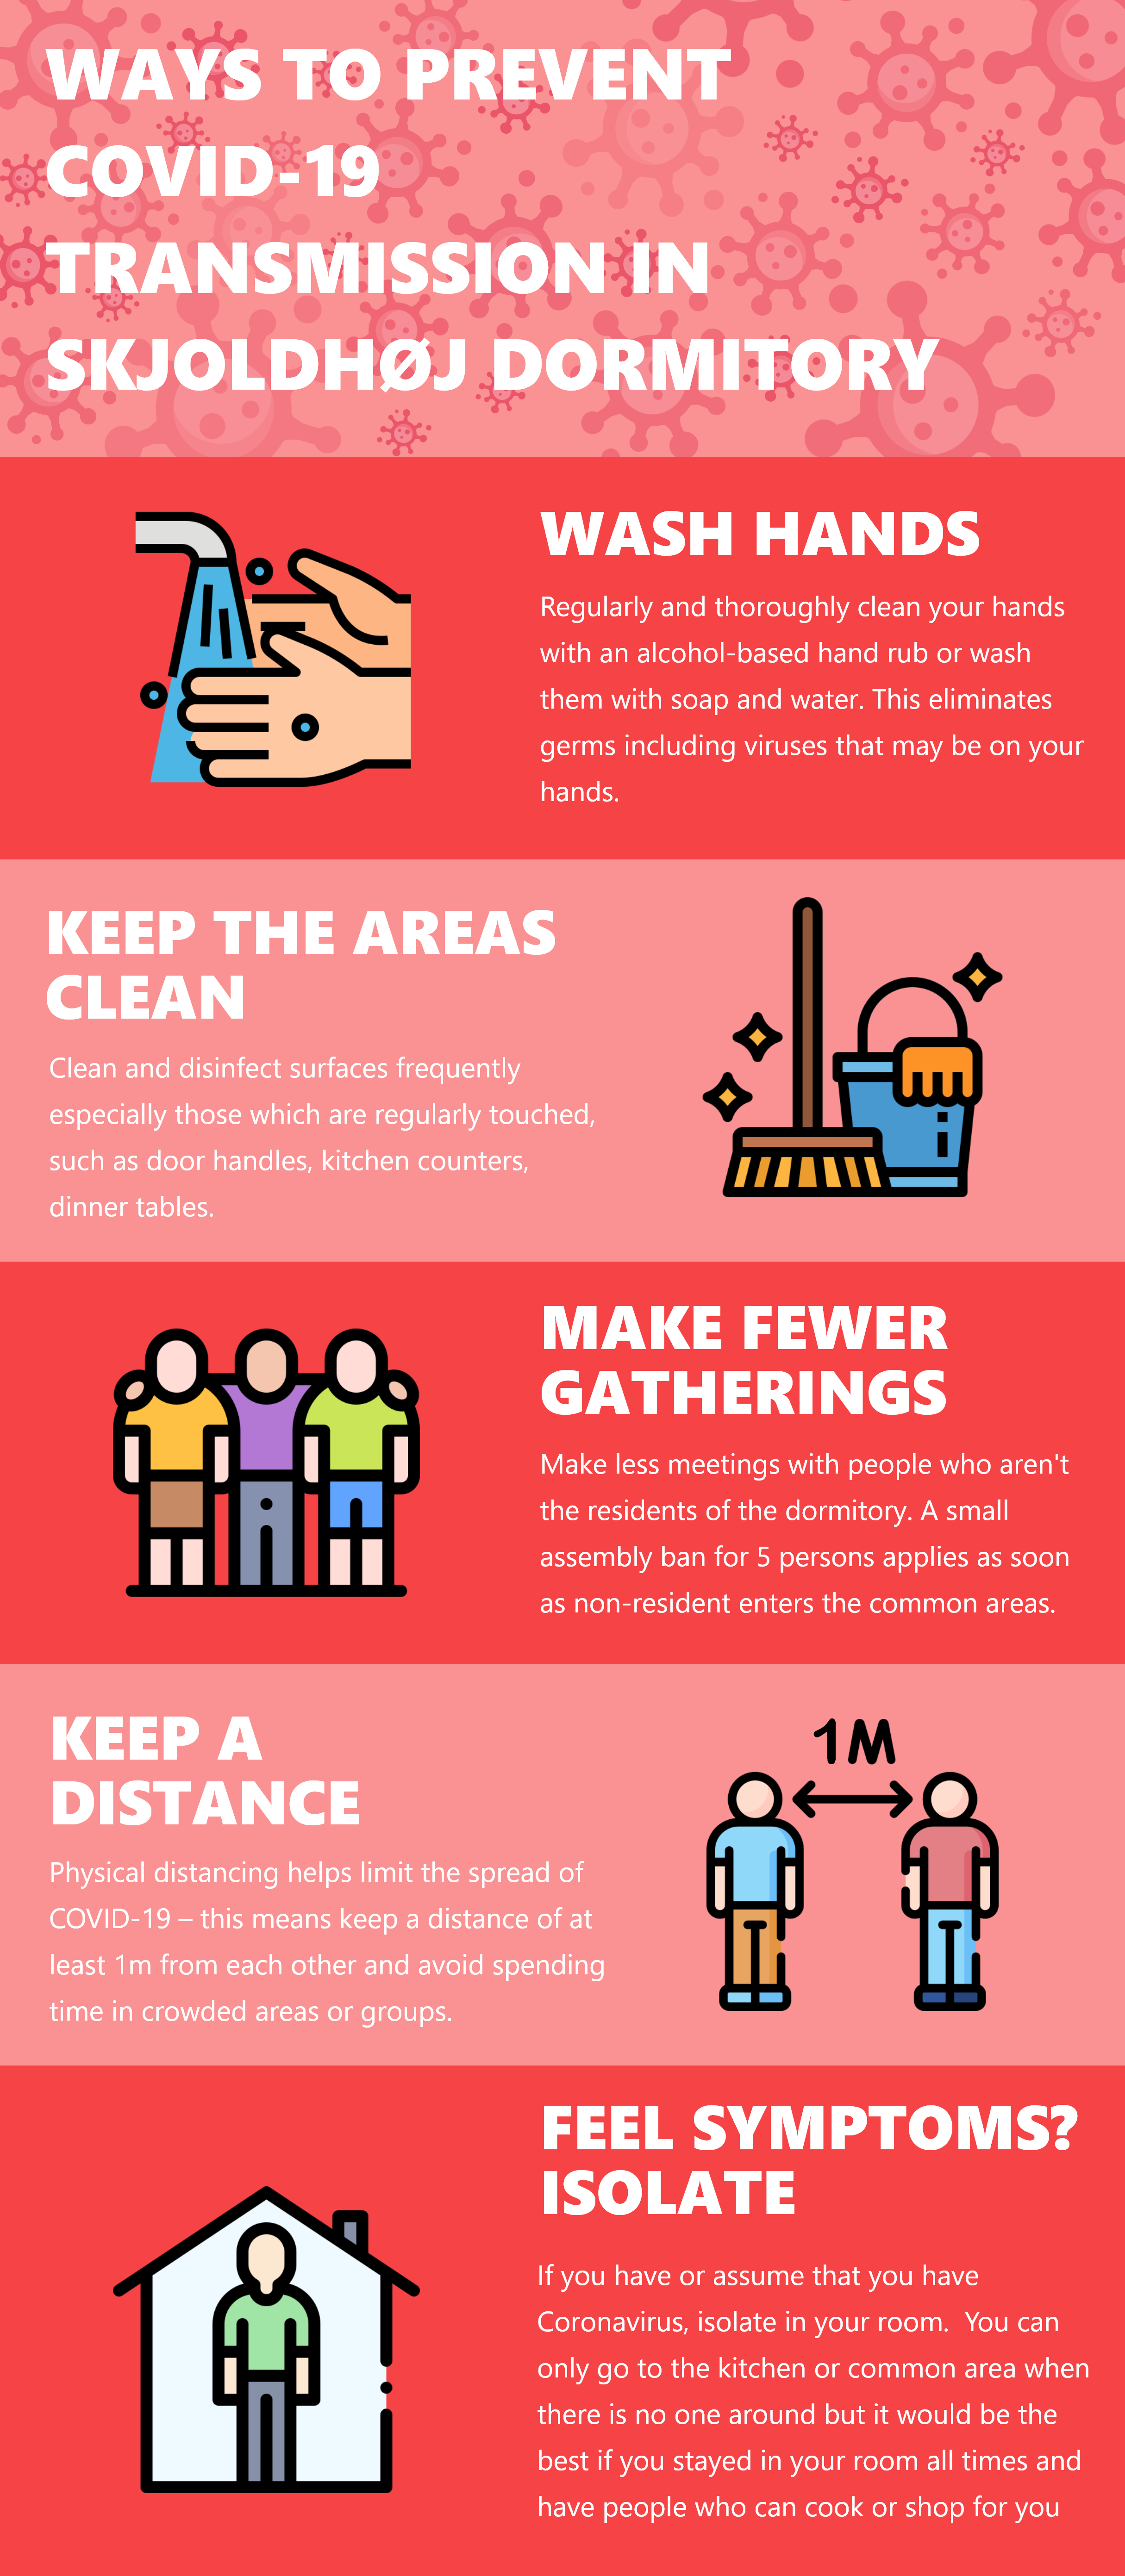 WAYS TO PREVENT
COVID-19
TRANSMISSION IN
SKJOLDHØJ DORMITORY
WASH HANDS
Regularly and thoroughly clean your hands
with an alcohol-based hand rub or wash
them with soap and water. This eliminates
germs including viruses that may be on your
hands.
KEEP THE AREAS
CLEAN
Clean and disinfect surfaces frequently
especially those which are regularly touched,
such as door handles, kitchen counters,
dinner tables.
MAKE FEWER
GATHERINGS
Make less meetings with people who aren't
the residents of the dormitory. A small
assembly ban for 5 persons applies as soon
as non-resident enters the common areas.
KEEP A
DISTANCE
Physical distancing helps limit the spread of
COVID-19 – this means keep a distance of at
least 1m from each other and avoid spending
time in crowded areas or groups.
1M
FEEL SYMPTOMS?
ISOLATE
If you have or assume that you have
Coronavirus, isolate in your room.  You can
only go to the kitchen or common area when
there is no one around but it would be the
best if you stayed in your room all times and
have people who can cook or shop for you